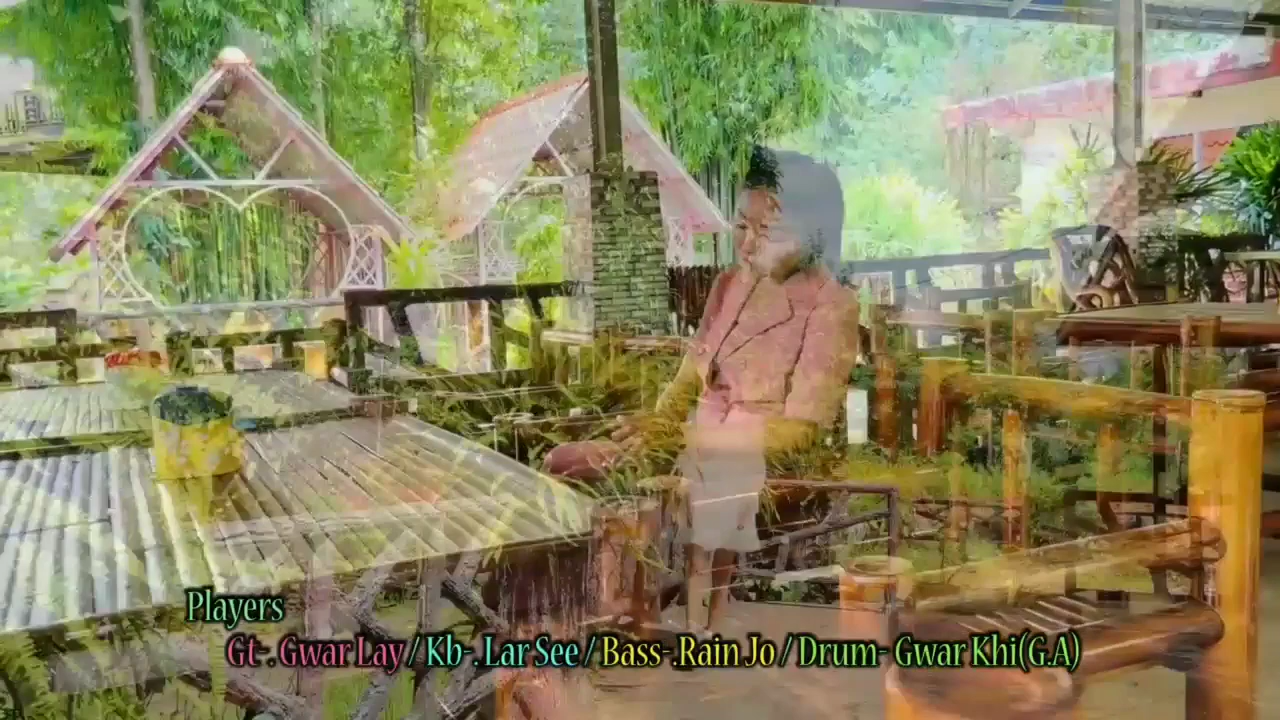 Players
Gt-. Gwar Lay / Kb-. Lar See / Bass-.Rain Jo / Drum- Gwar Khi(G.A)